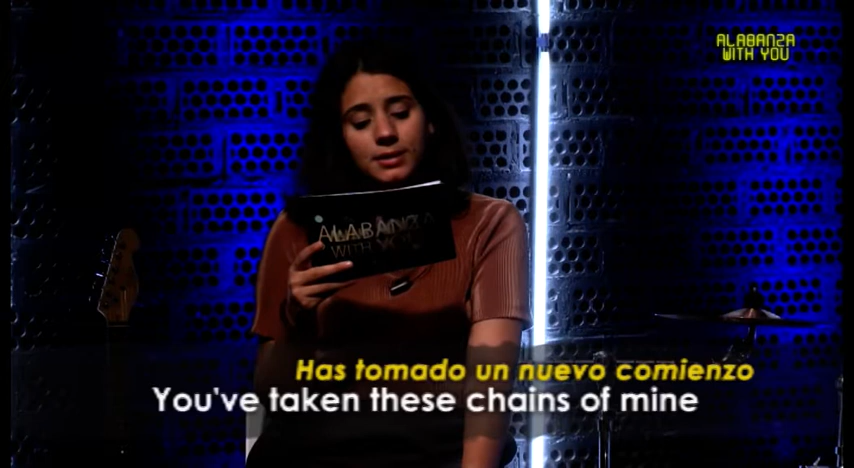 ALABANZA
WITH YOU
ALABANZA
WITH YOU
Has tomado un nuevo comienzo
You've taken these chains of mine